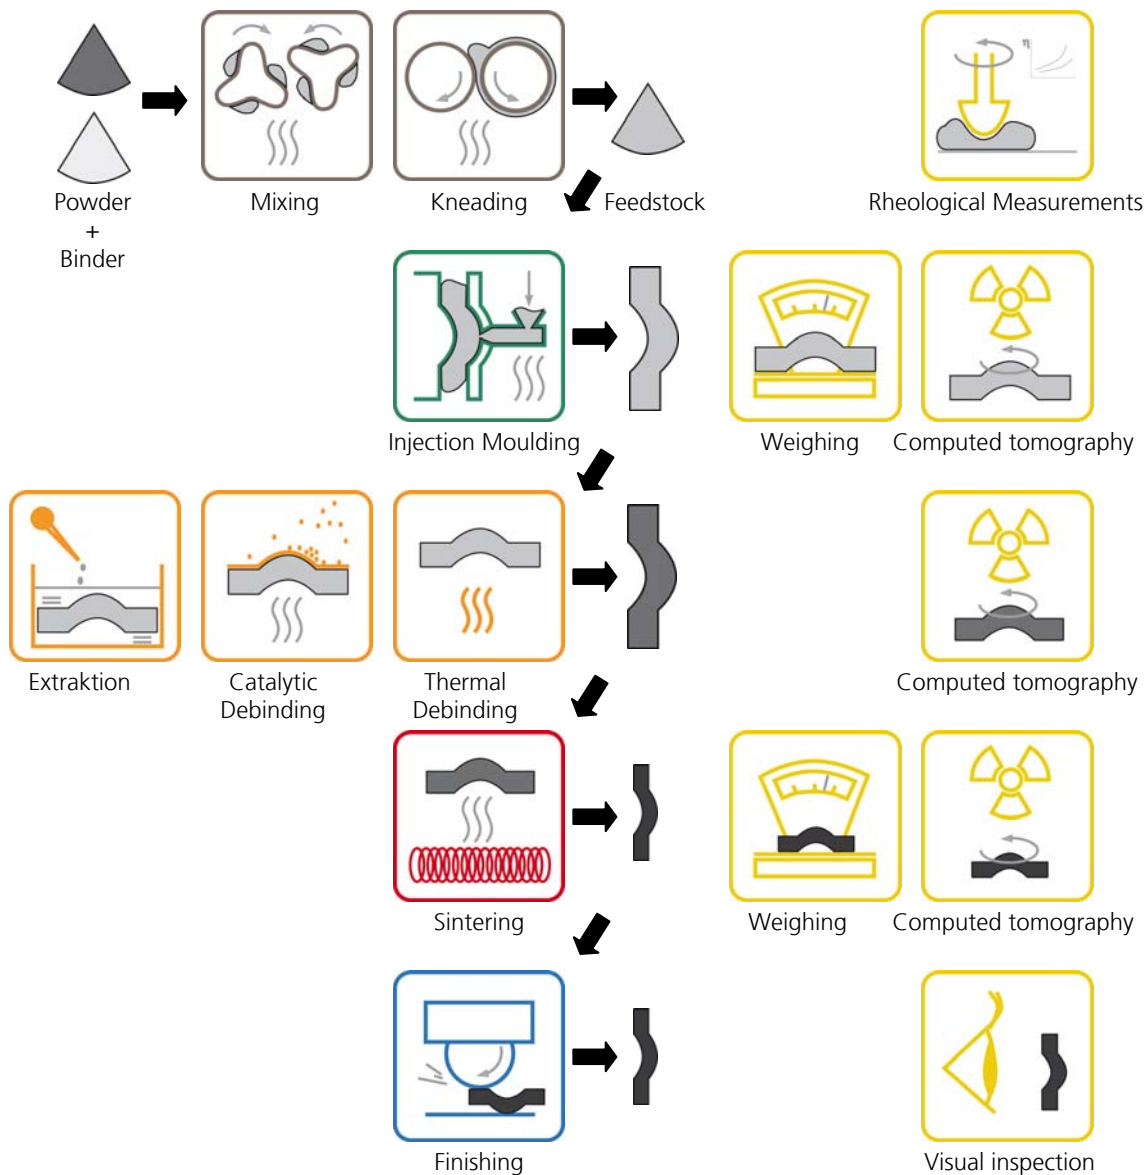 η
Powder
+
Binder
Mixing
Kneading
Feedstock
Rheological Measurements
Injection Moulding
Weighing
Computed tomography
Extraktion
Catalytic
Debinding
Thermal
Debinding
Computed tomography
Sintering
Weighing
Computed tomography
Finishing
Visual inspection